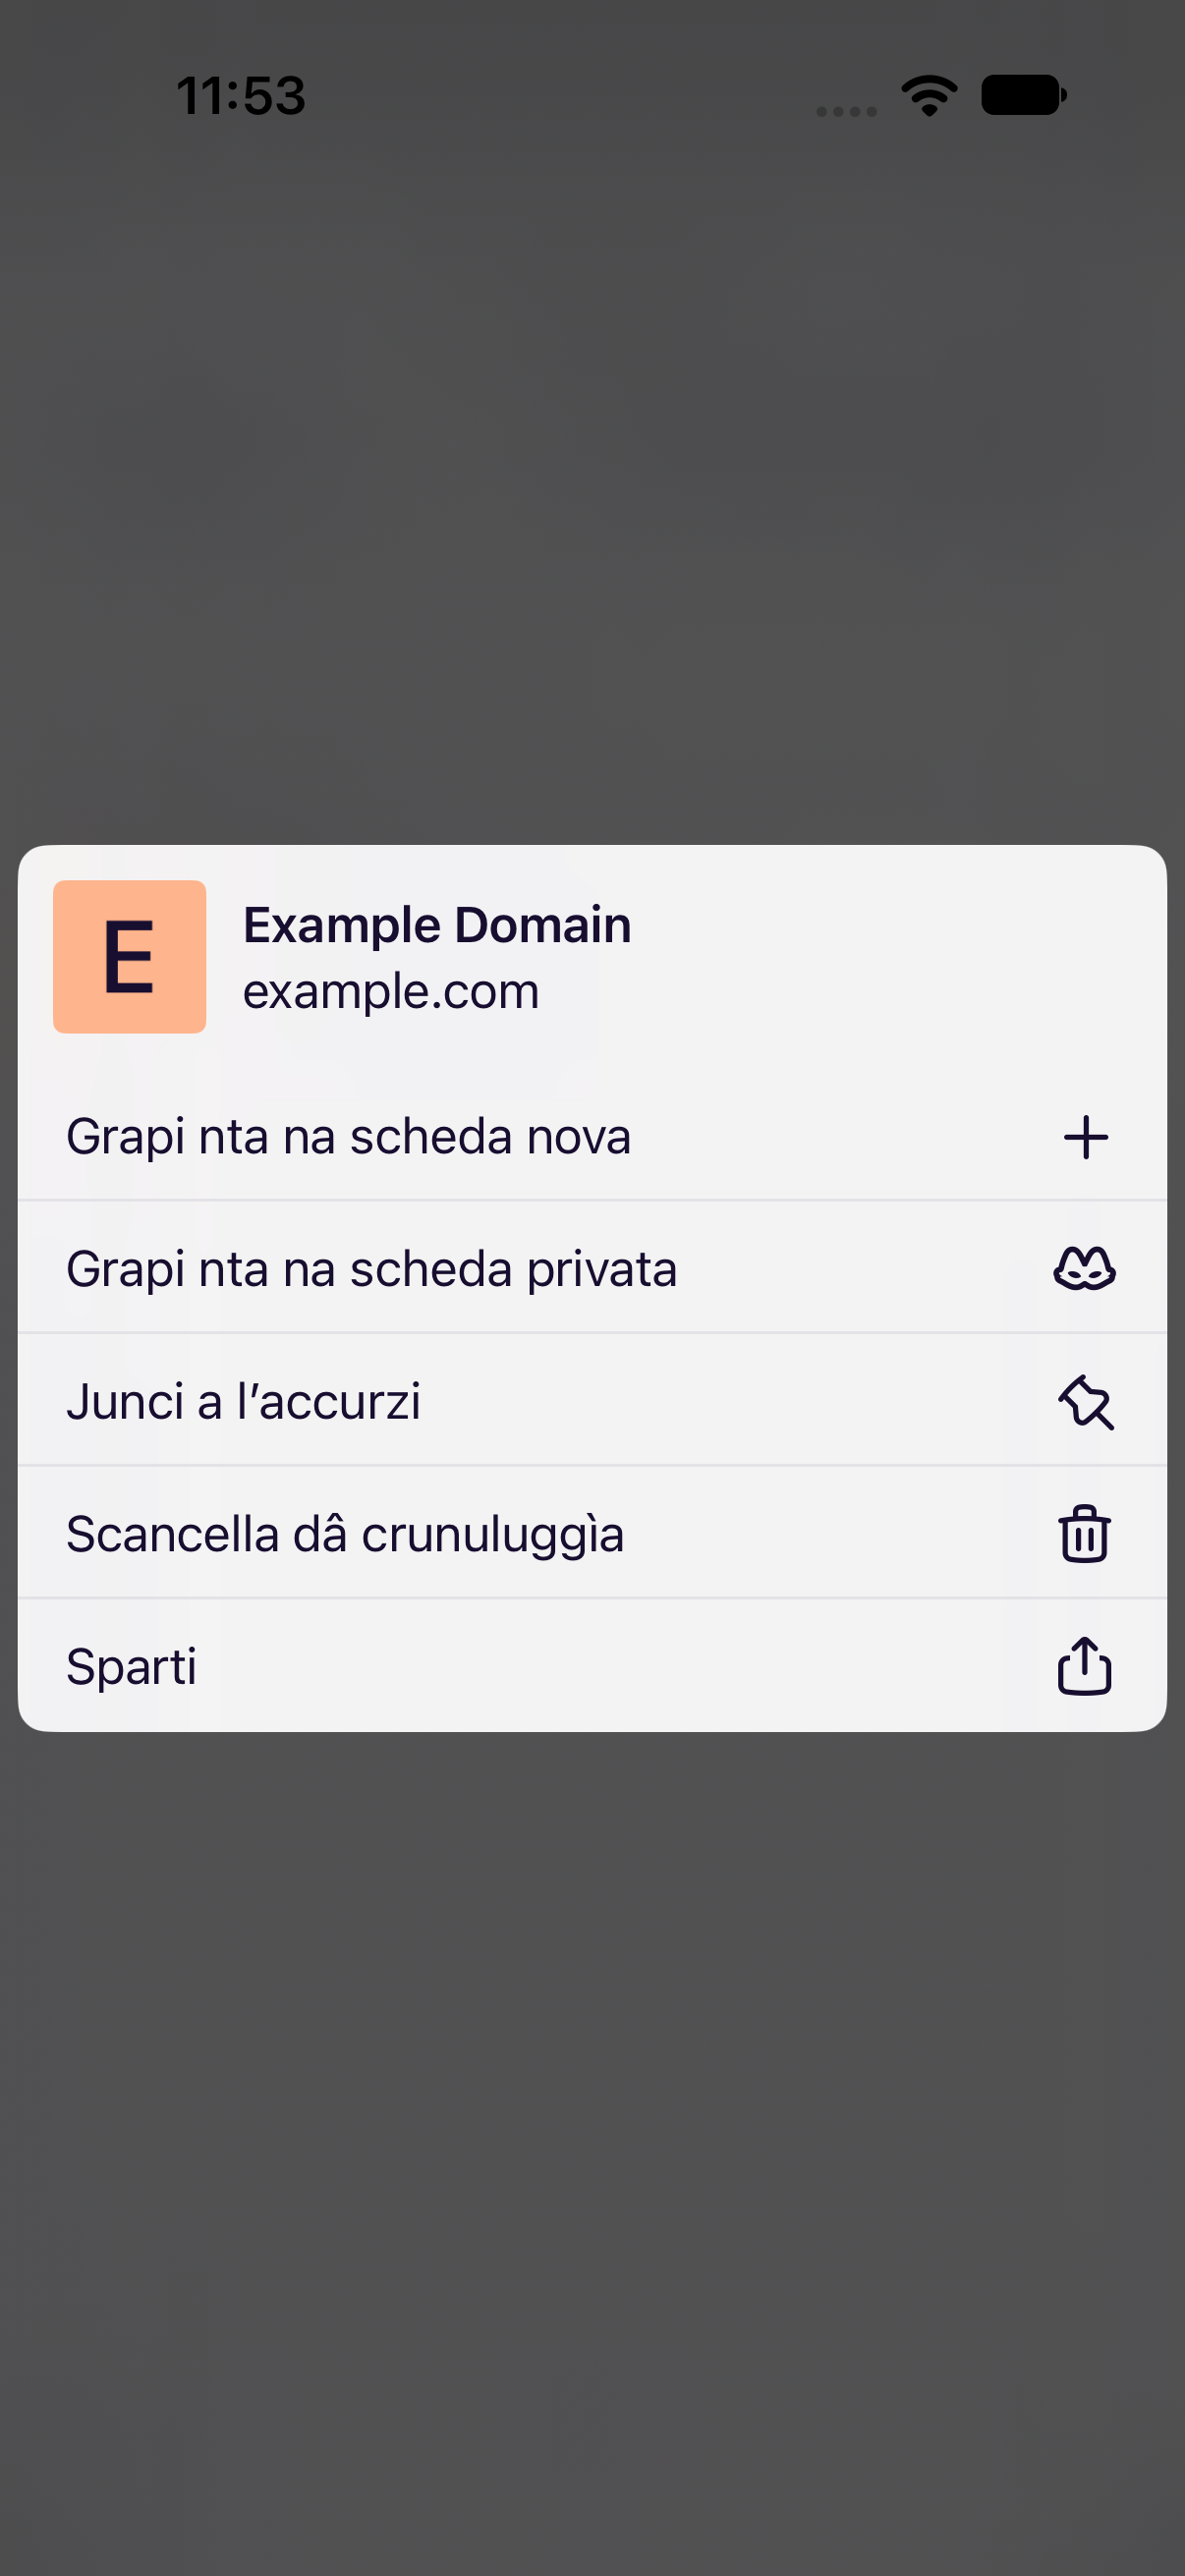 11:53
E
Example Domain
example.com
Grapi nta na scheda nova
Grapi nta na scheda privata
Junci a l’accurzi
Scancella dâ crunuluggìa
Sparti